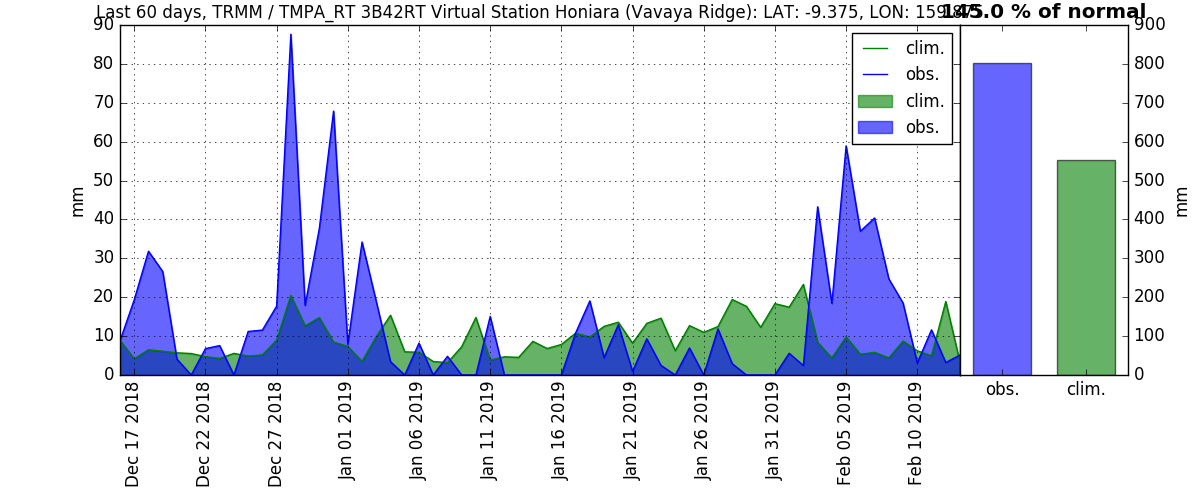 Last 60 days, TRMM / TMPA_RT 3B42RT Virtual Station Honiara (Vavaya Ridge): LAT: -9.375, LON:
145.0 % of normal
90
80
70
60
50
40
30
20
10
0
mm
clim.
obs.
clim.
obs.
900
800
700
600
500
400
300
200
100
0
mm
Dec 17 2018
Dec 22 2018
Dec 27 2018
Jan 01 2019
Jan 06 2019
Jan 11 2019
Jan 16 2019
Jan 21 2019
Jan 26 2019
Jan 31 2019
Feb 05 2019
Feb 10 2019
obs.
clim.